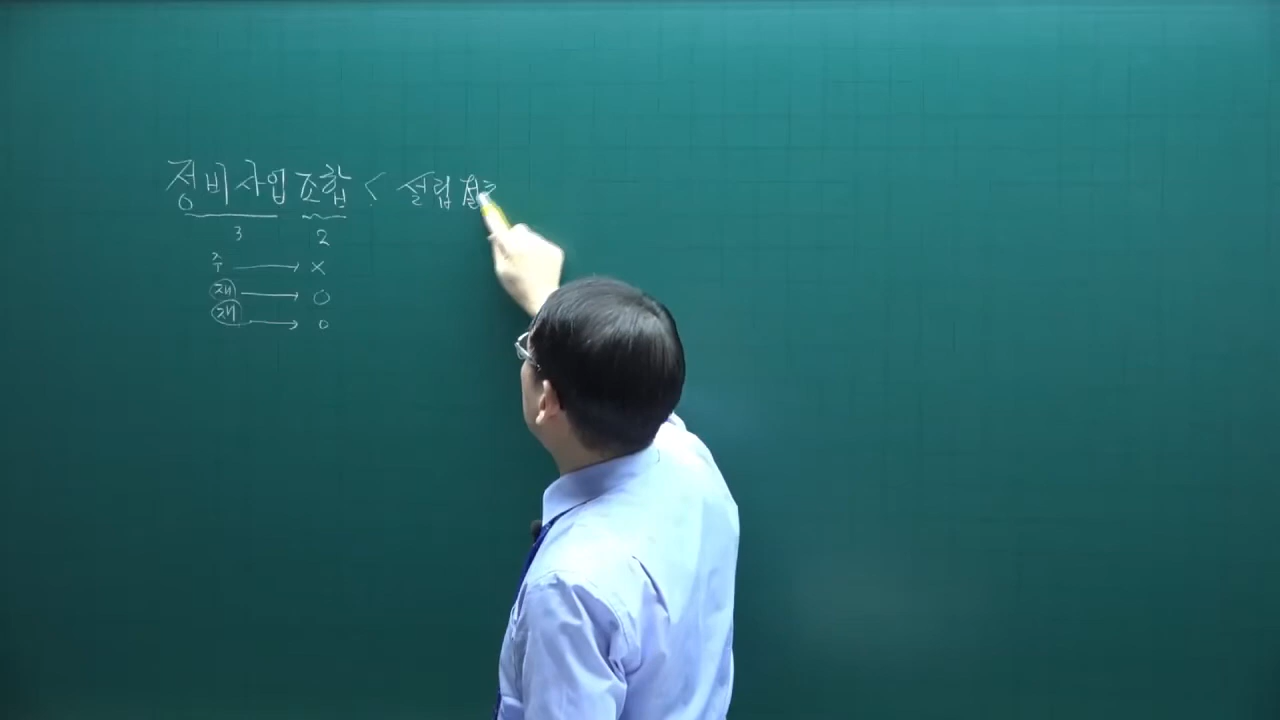 정비사업 조합 < 설립
3 2
주 → ×
재 → ○
재 → ○